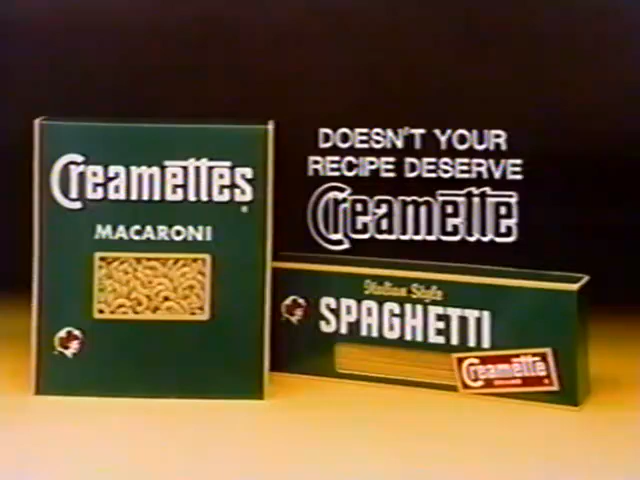 Creamettes
MACARONI
DOESN'T YOUR
RECIPE DESERVE
Creamette
Italian Style
SPAGHETTI
Creamette